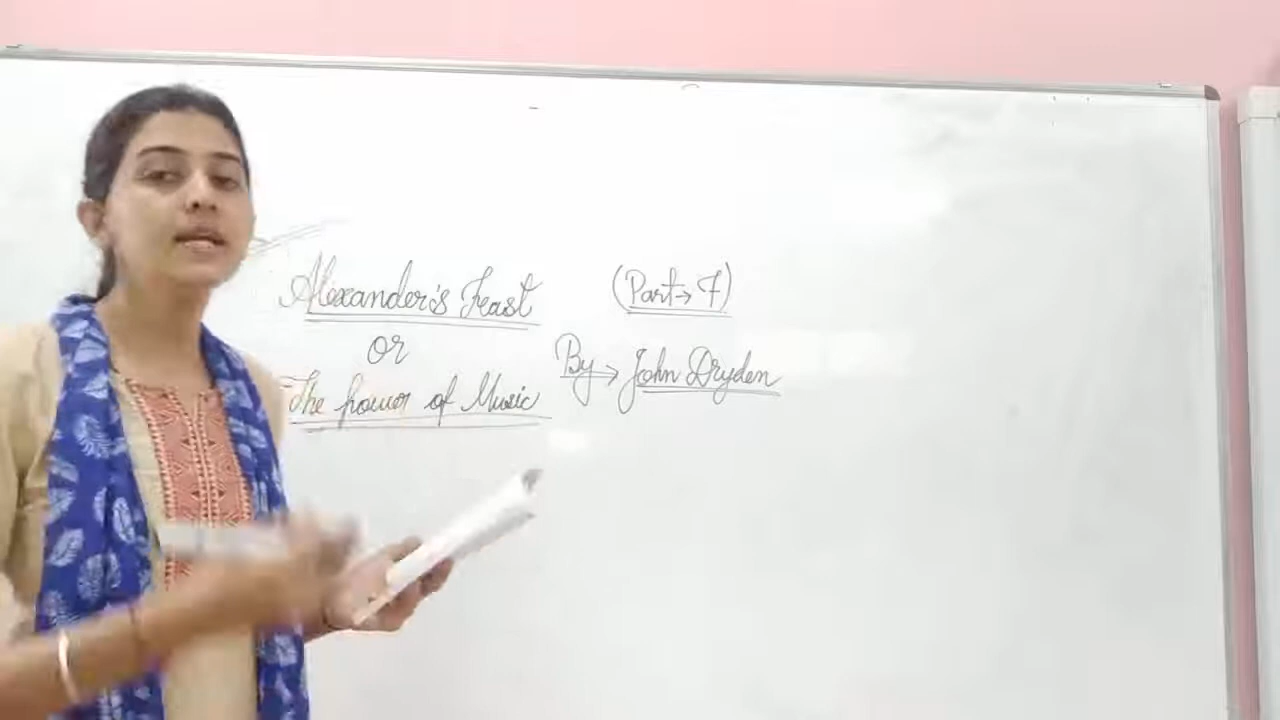 Alexander's Feast (Part→7)
or
By→ John Dryden
The power of Music